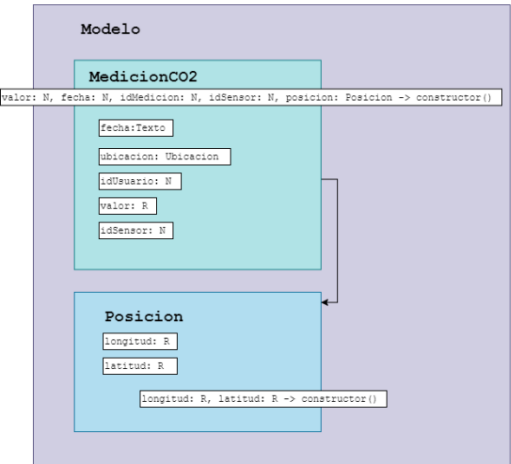 Modelo
MedicionCO2
valor: N, fecha: N, idMedicion: N, idSensor: N, posicion: Posicion -> constructor()
fecha:Texto
ubicacion: Ubicacion
idUsuario: N
valor: R
idSensor: N
Posicion
longitud: R
latitud: R
longitud: R, latitud: R -> constructor()